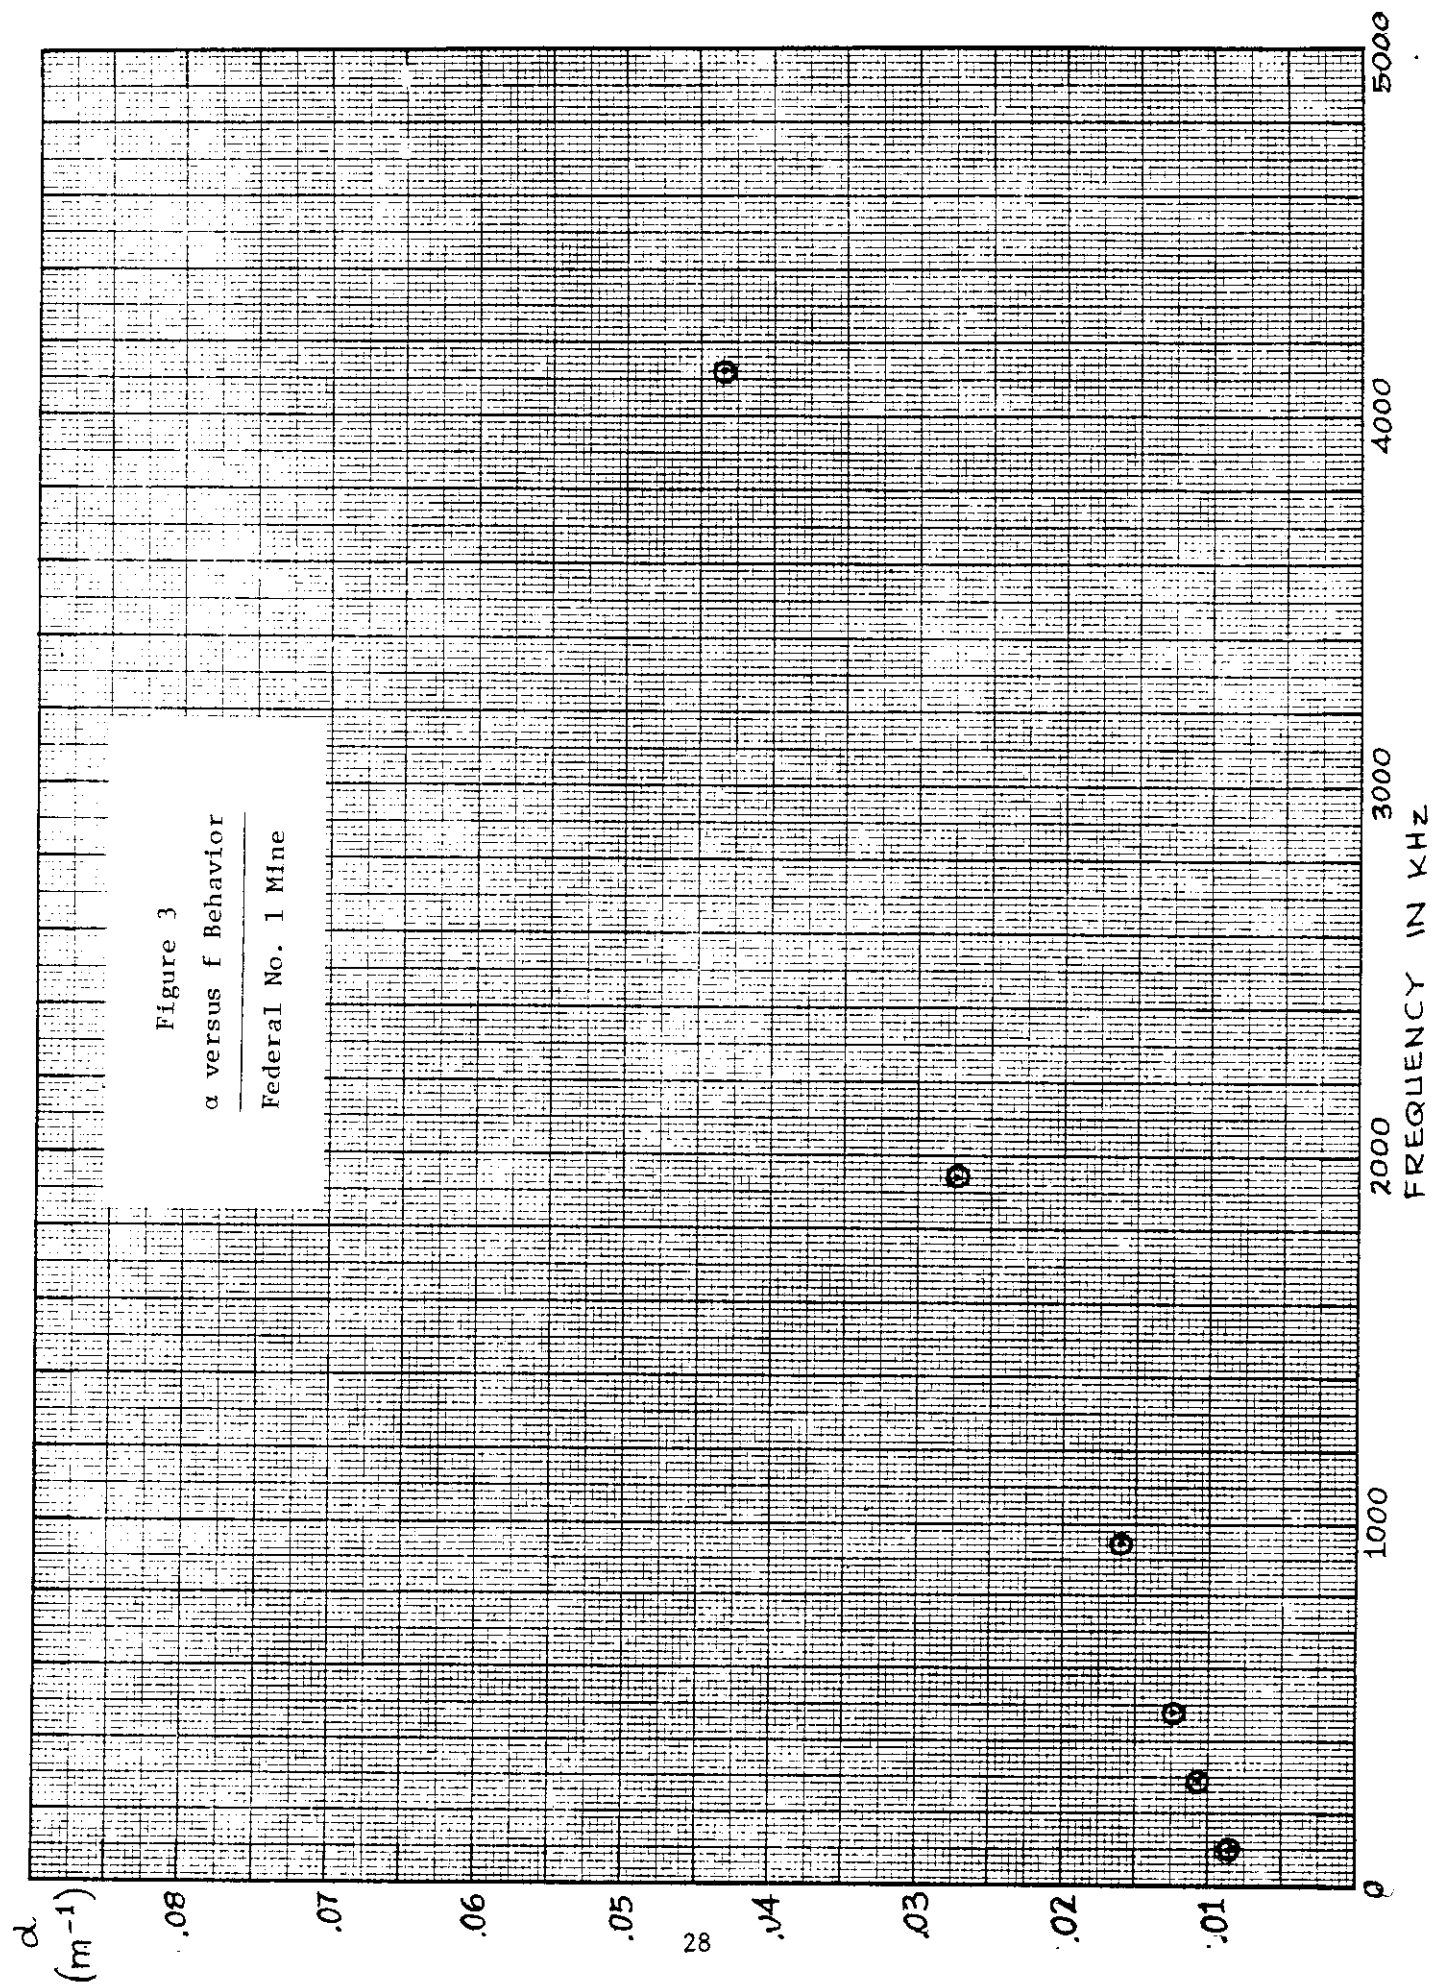 Figure 3
α versus f Behavior
Federal No. 1 Mine
α
(m⁻¹)
.08
.07
.06
.05
.04
.03
.02
.01
0
1000
2000
3000
4000
5000
FREQUENCY IN KHz
28